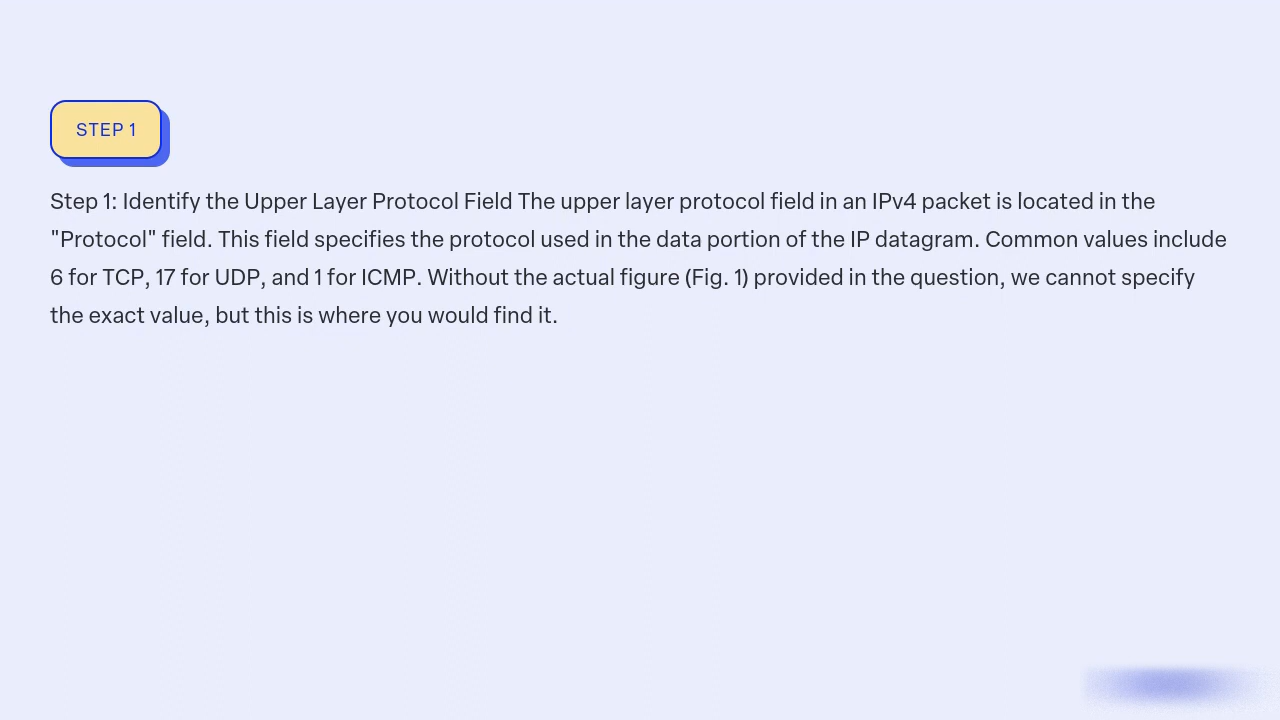 STEP 1
Step 1: Identify the Upper Layer Protocol Field The upper layer protocol field in an IPv4 packet is located in the
"Protocol" field. This field specifies the protocol used in the data portion of the IP datagram. Common values include
6 for TCP, 17 for UDP, and 1 for ICMP. Without the actual figure (Fig. 1) provided in the question, we cannot specify
the exact value, but this is where you would find it.